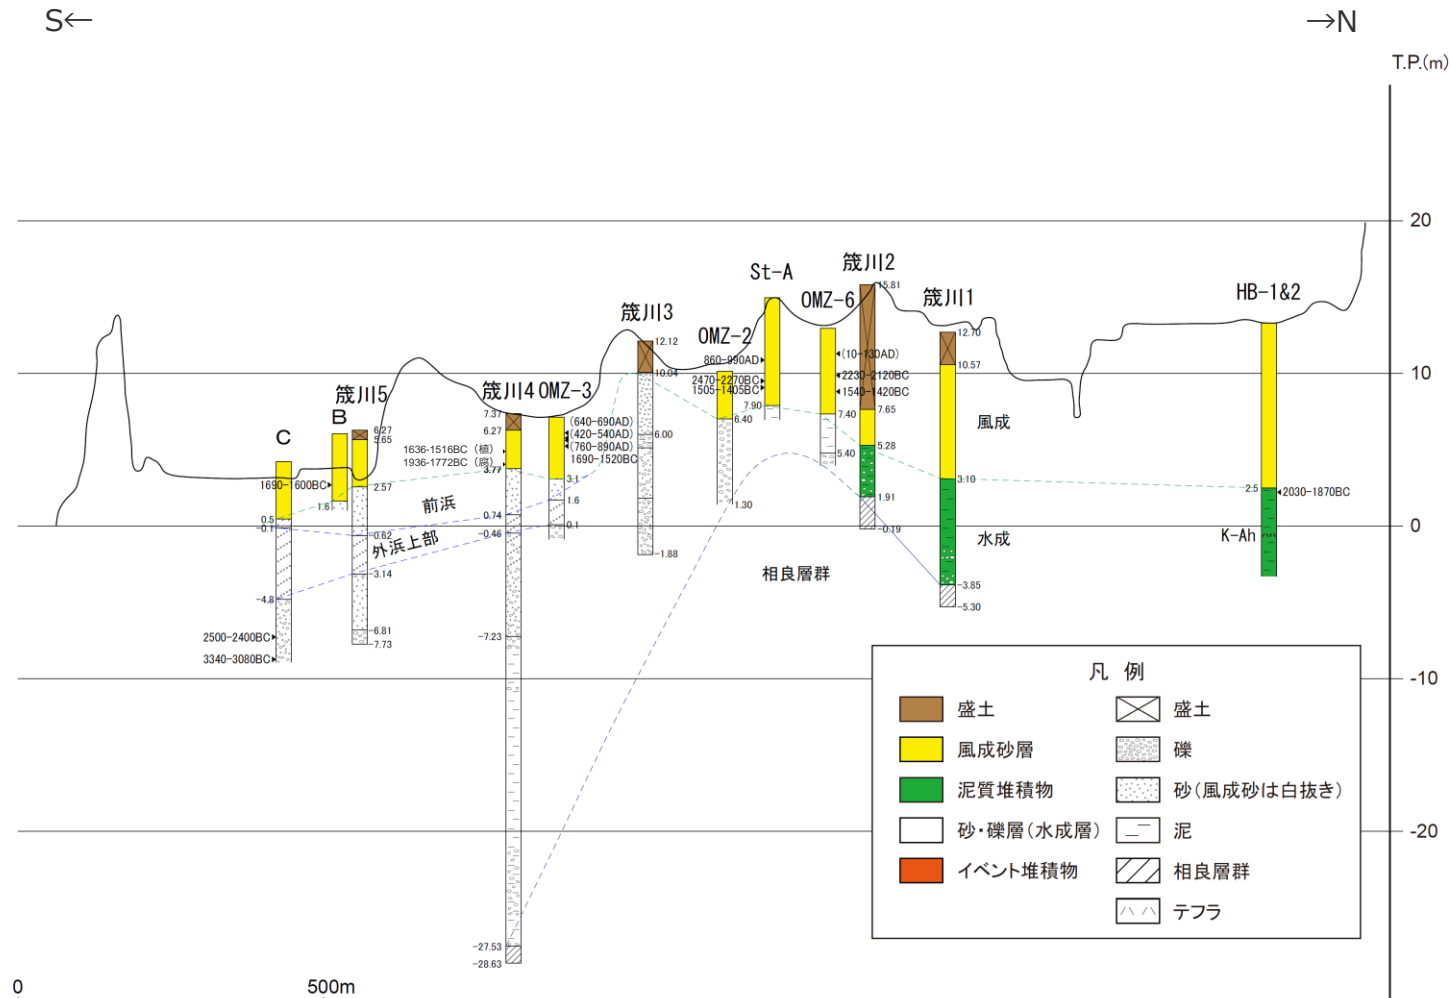 S←
→N
T.P.(m)
20
10
0
-10
-20
C
0.5
-0.1
-4.8
2500-2400BC
3340-3080BC
B
1690-1600BC
1.6
筬川5
6.27
5.65
2.57
-0.62
-3.14
-6.81
-7.73
筬川4
7.37
6.27
1636-1516BC（植）
1936-1772BC（腐）
3.77
0.74
-0.46
-7.23
-27.53
-28.63
OMZ-3
(640-690AD)
(420-540AD)
(760-890AD)
1690-1520BC
3.1
1.6
0.1
前浜
外浜上部
筬川3
12.12
10.04
6.00
-1.88
OMZ-2
6.40
1.30
St-A
860-990AD
2470-2270BC
1505-1405BC
7.90
OMZ-6
(10-130AD)
2230-2120BC
1540-1420BC
7.40
5.40
筬川2
15.81
7.65
5.28
1.91
-0.19
筬川1
12.70
10.57
3.10
-3.85
-5.30
風成
水成
相良層群
HB-1&2
2.5
2030-1870BC
K-Ah
凡 例
盛土
盛土
風成砂層
礫
泥質堆積物
砂(風成砂は白抜き)
砂・礫層(水成層)
泥
イベント堆積物
相良層群
テフラ
0
500m